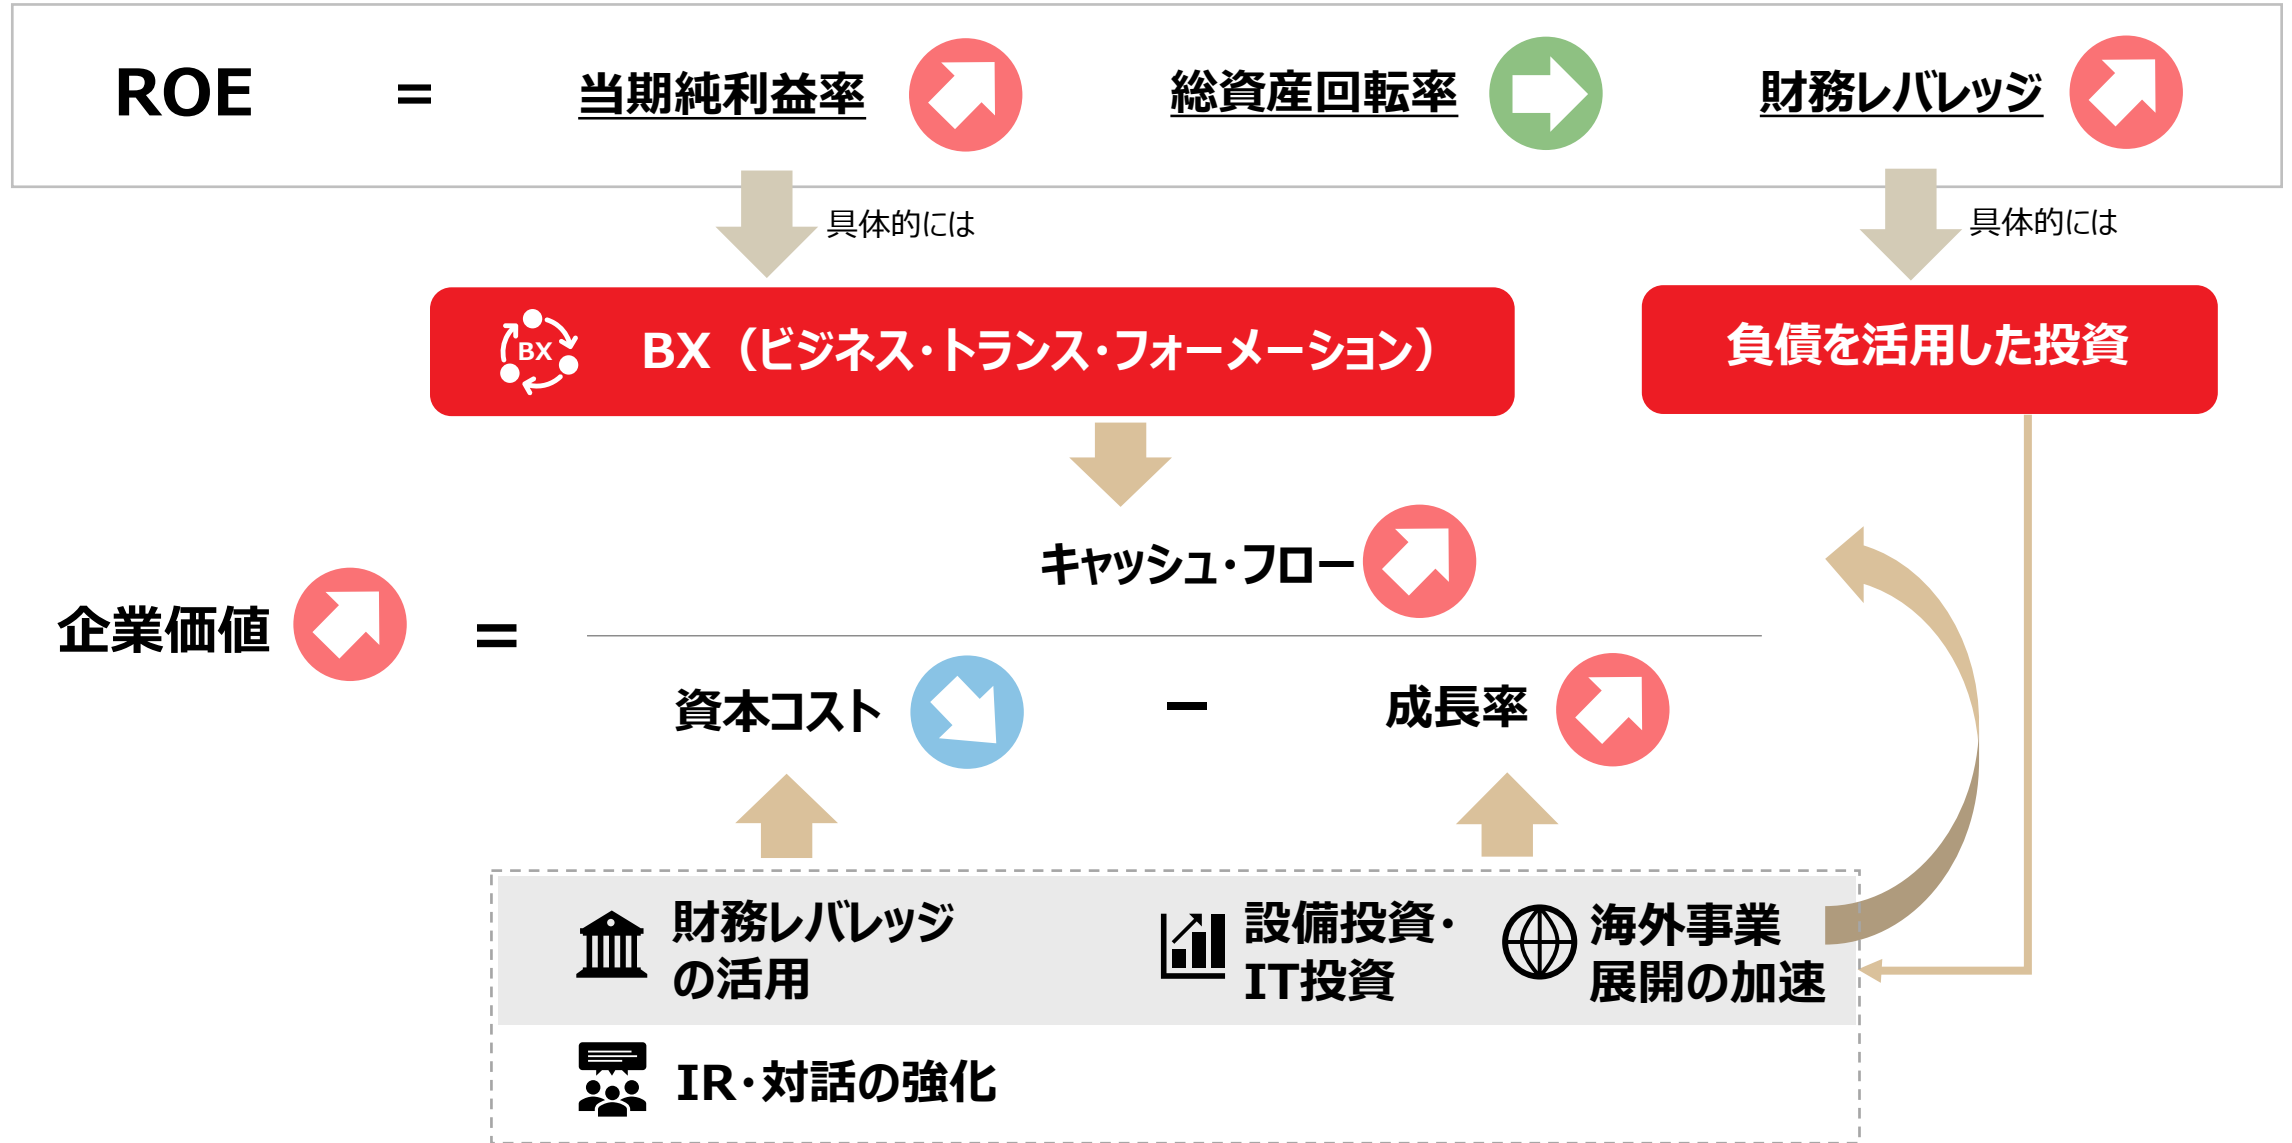 ROE = 当期純利益率 総資産回転率 財務レバレッジ
具体的には 具体的には
BX BX（ビジネス・トランス・フォーメーション） 負債を活用した投資
キャッシュ・フロー
企業価値 =
資本コスト － 成長率
財務レバレッジ
の活用
設備投資・
IT投資
海外事業
展開の加速
IR・対話の強化